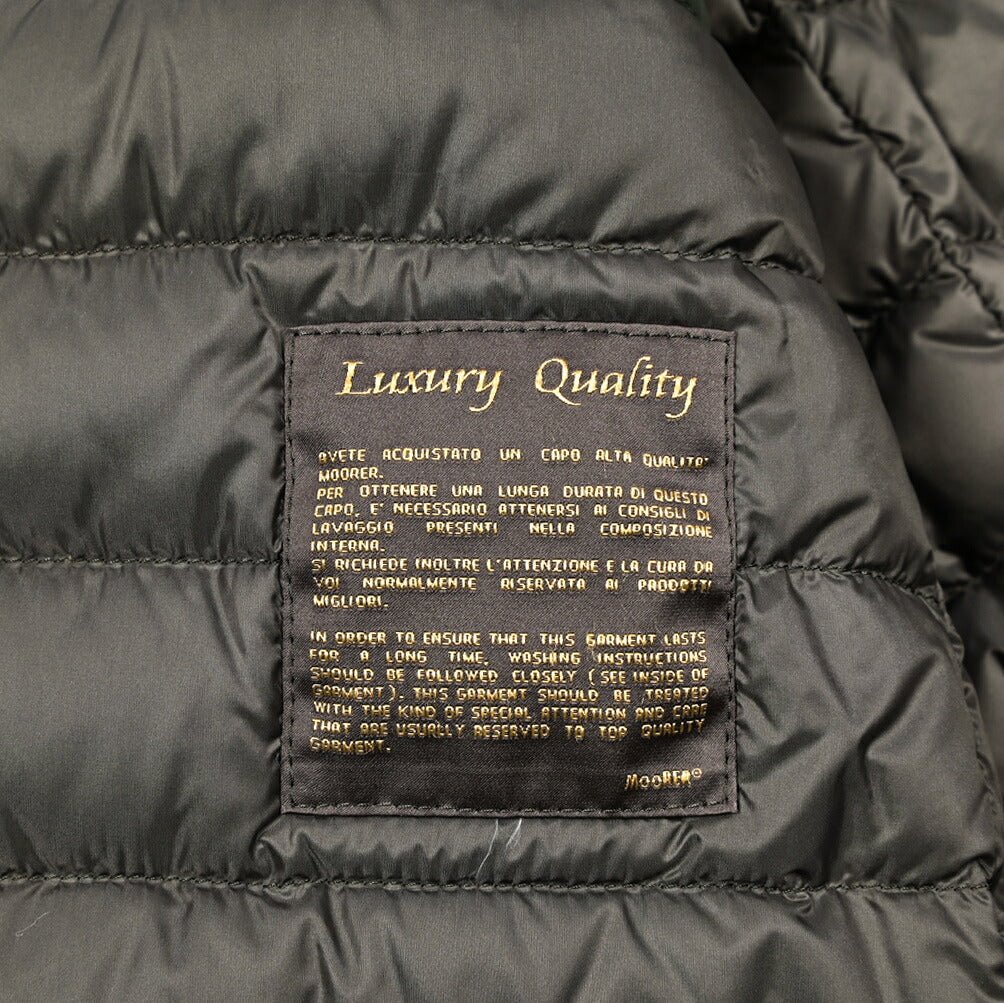 Luxury Quality
AVETE ACQUISTATO UN CAPO ALTA QUALITA'
MOORER.
PER OTTENERE UNA LUNGA DURATA DI QUESTO
CAPO, E' NECESSARIO ATTENERSI AI CONSIGLI DI
LAVAGGIO PRESENTI NELLA COMPOSIZIONE
INTERNA.
SI RICHIEDE INOLTRE L'ATTENZIONE E LA CURA DA
VOI NORMALMENTE RISERVATA AI PRODOTTI
MIGLIORI.
IN ORDER TO ENSURE THAT THIS GARMENT LASTS
FOR A LONG TIME, WASHING INSTRUCTIONS
SHOULD BE FOLLOWED CLOSELY (SEE INSIDE OF
GARMENT). THIS GARMENT SHOULD BE TREATED
WITH THE KIND OF SPECIAL ATTENTION AND CARE
THAT ARE USUALLY RESERVED TO TOP QUALITY
GARMENT.
MOORER®